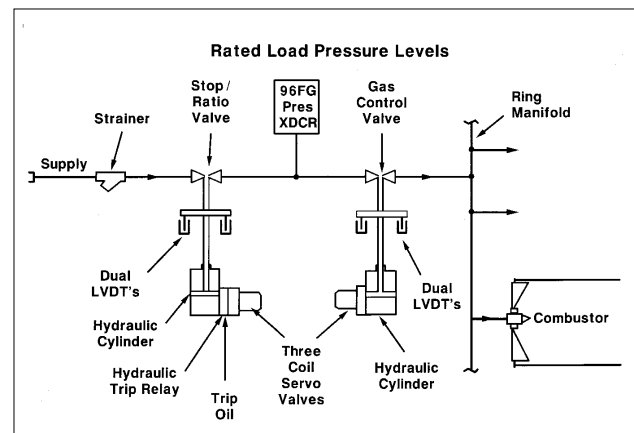 Rated Load Pressure Levels
Stop/
Ratio
Valve
96FG
Pres
XDCR
Gas
Control
Valve
Ring
Manifold
Strainer
Supply
Dual
LVDT's
Dual
LVDT's
Hydraulic
Cylinder
Hydraulic
Trip Relay
Trip
Oil
Three
Coil
Servo
Valves
Hydraulic
Cylinder
Combustor